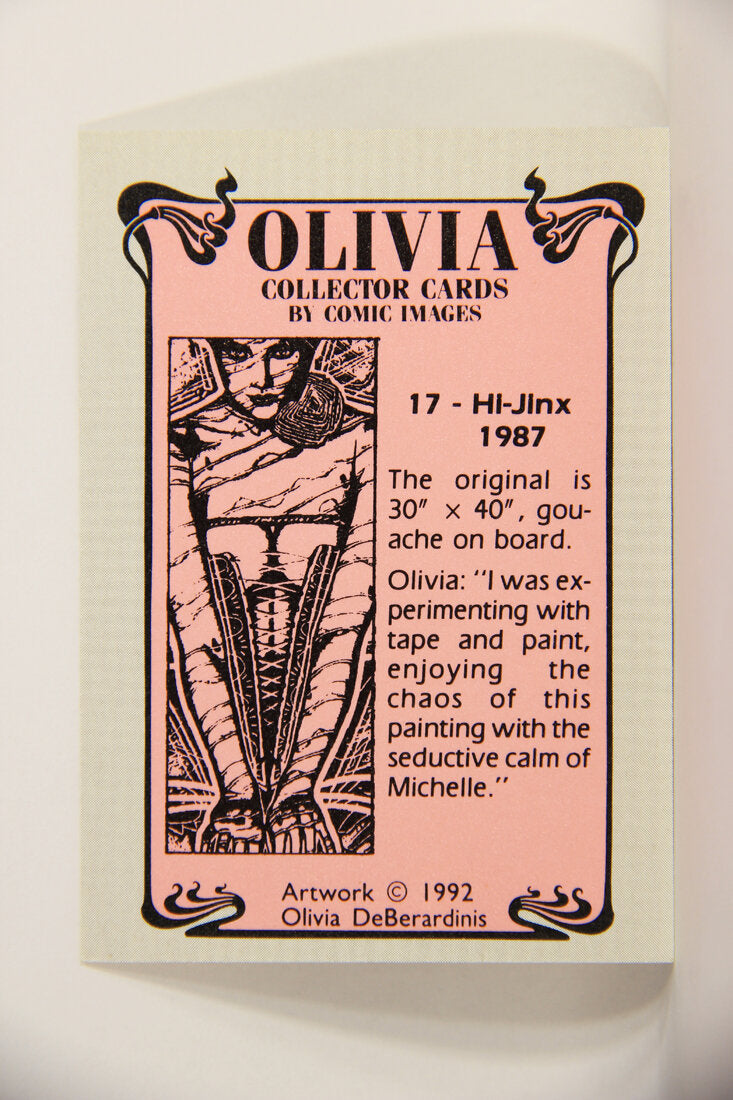 OLIVIA
COLLECTOR CARDS
BY COMIC IMAGES
17 - Hi-Jinx
1987
The original is
30" × 40", gou-
ache on board.
Olivia: "I was ex-
perimenting with
tape and paint,
enjoying the
chaos of this
painting with the
seductive calm of
Michelle."
Artwork © 1992
Olivia DeBerardinis